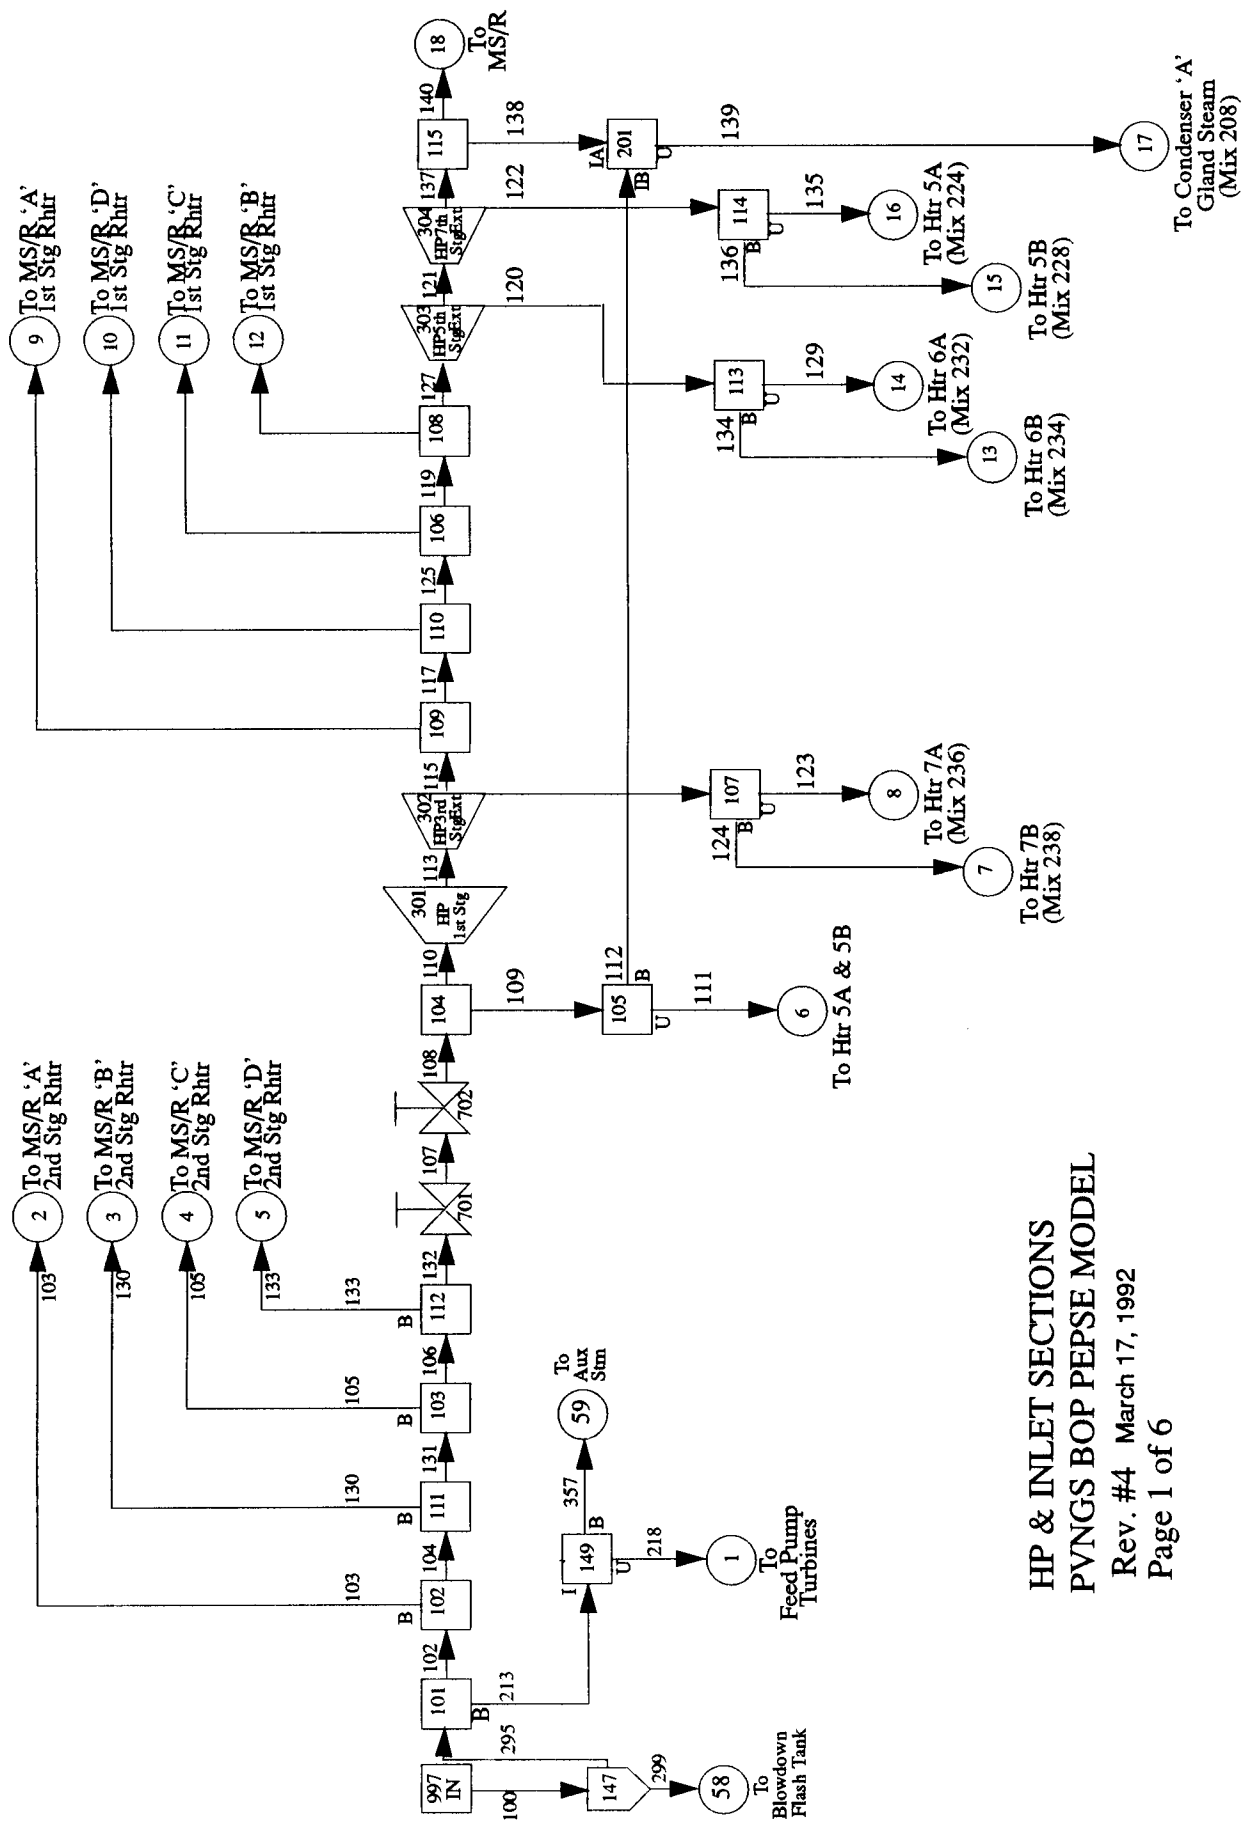 2
To MS/R 'A'
2nd Stg Rhtr
3
To MS/R 'B'
2nd Stg Rhtr
4
To MS/R 'C'
2nd Stg Rhtr
5
To MS/R 'D'
2nd Stg Rhtr
103
130
105
133
9
To MS/R 'A'
1st Stg Rhtr
10
To MS/R 'D'
1st Stg Rhtr
11
To MS/R 'C'
1st Stg Rhtr
12
To MS/R 'B'
1st Stg Rhtr
103
130
105
133
B
B
B
B
997
IN
295
101
102
102
104
111
131
103
106
112
132
701
107
702
108
104
110
301
HP
1st Stg
113
302
HP3rd
StgExt
115
109
117
110
125
106
119
108
127
303
HP5th
StgExt
121
304
HP7th
StgExt
137
115
140
18
To
MS/R
100
147
299
58
To
Blowdown
Flash Tank
B
213
I
149
B
U
357
59
To
Aux
Stm
218
1
To
Feed Pump
Turbines
109
105
U
B
112
111
6
To Htr 5A & 5B
107
B
U
124
123
7
To Htr 7B
(Mix 238)
8
To Htr 7A
(Mix 236)
120
113
B
U
134
129
13
To Htr 6B
(Mix 234)
14
To Htr 6A
(Mix 232)
122
114
B
U
136
135
15
To Htr 5B
(Mix 228)
16
To Htr 5A
(Mix 224)
138
IA
IB
201
U
139
17
To Condenser 'A'
Gland Steam
(Mix 208)
HP & INLET SECTIONS
PVNGS BOP PEPSE MODEL
Rev. #4 March 17, 1992
Page 1 of 6